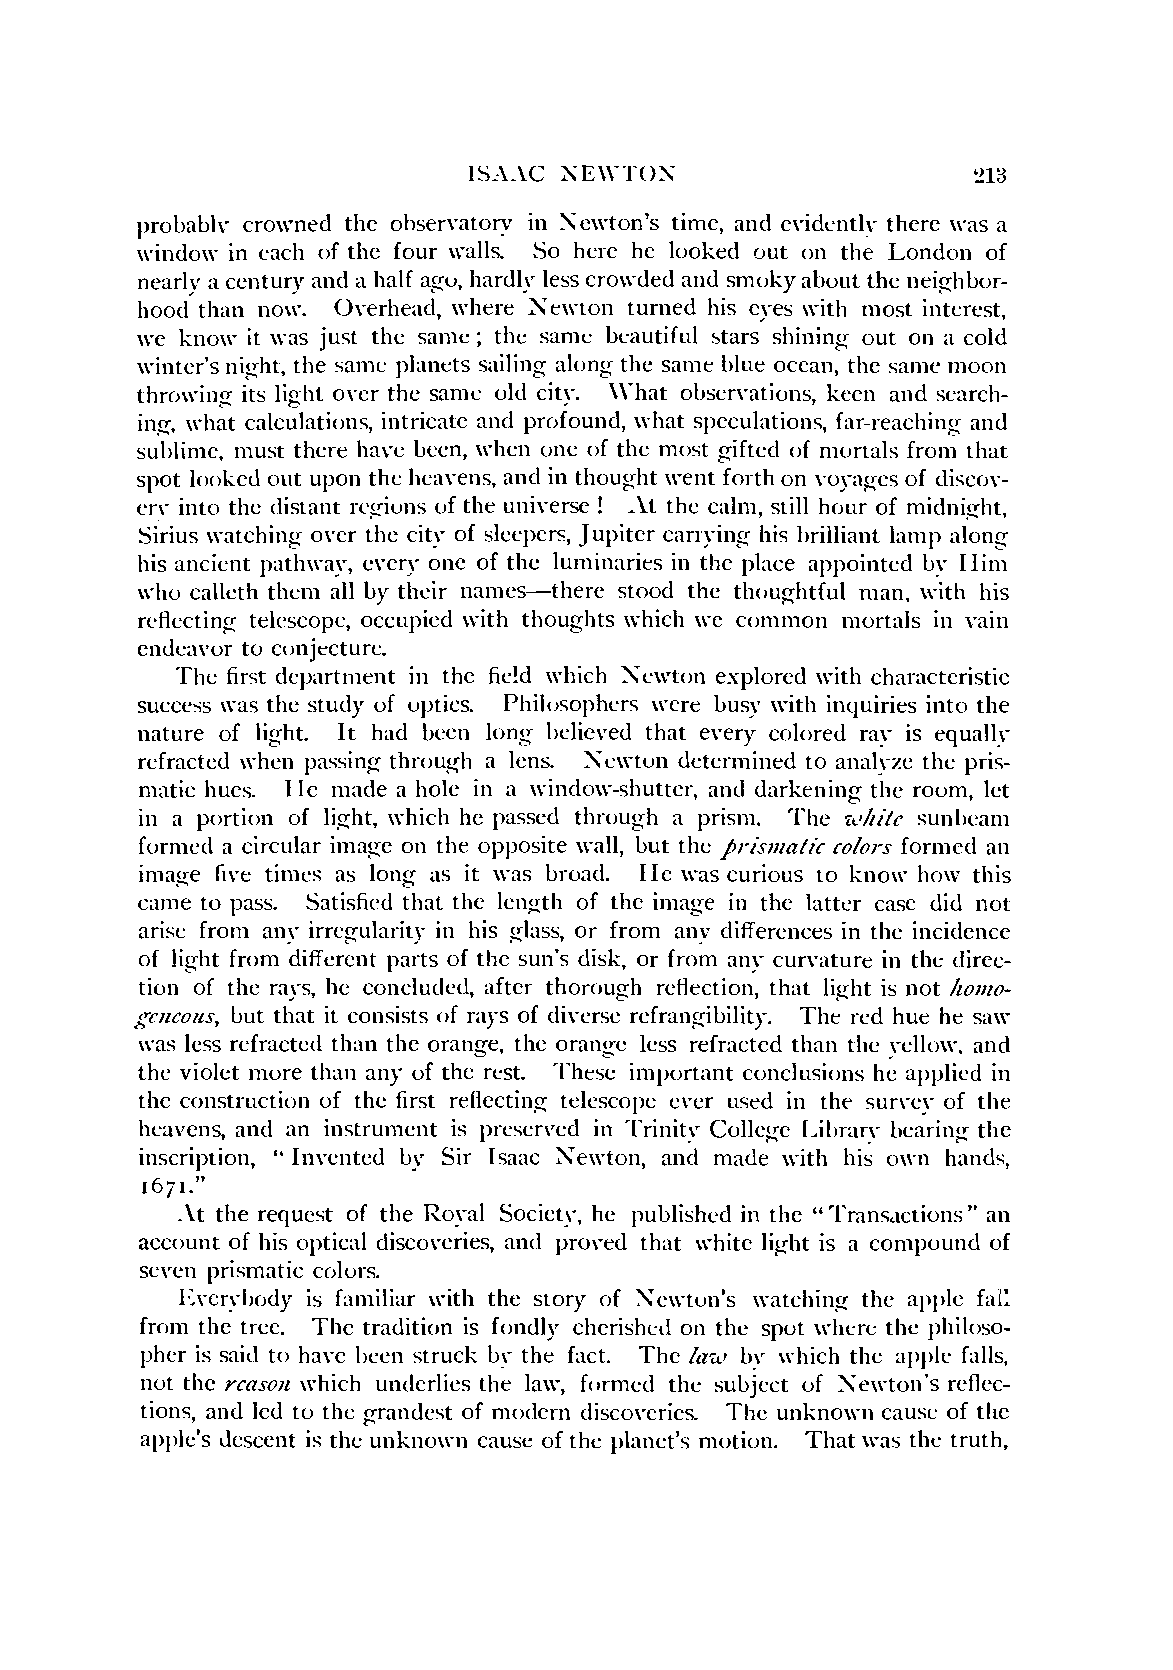 ISAAC NEWTON 213
probably crowned the observatory in Newton's time, and evidently there was a
window in each of the four walls. So here he looked out on the London of
nearly a century and a half ago, hardly less crowded and smoky about the neighbor-
hood than now. Overhead, where Newton turned his eyes with most interest,
we know it was just the same; the same beautiful stars shining out on a cold
winter's night, the same planets sailing along the same blue ocean, the same moon
throwing its light over the same old city. What observations, keen and search-
ing, what calculations, intricate and profound, what speculations, far-reaching and
sublime, must there have been, when one of the most gifted of mortals from that
spot looked out upon the heavens, and in thought went forth on voyages of discov-
ery into the distant regions of the universe! At the calm, still hour of midnight,
Sirius watching over the city of sleepers, Jupiter carrying his brilliant lamp along
his ancient pathway, every one of the luminaries in the place appointed by Him
who calleth them all by their names—there stood the thoughtful man, with his
reflecting telescope, occupied with thoughts which we common mortals in vain
endeavor to conjecture.
The first department in the field which Newton explored with characteristic
success was the study of optics. Philosophers were busy with inquiries into the
nature of light. It had been long believed that every colored ray is equally
refracted when passing through a lens. Newton determined to analyze the pris-
matic hues. He made a hole in a window-shutter, and darkening the room, let
in a portion of light, which he passed through a prism. The white sunbeam
formed a circular image on the opposite wall, but the prismatic colors formed an
image five times as long as it was broad. He was curious to know how this
came to pass. Satisfied that the length of the image in the latter case did not
arise from any irregularity in his glass, or from any differences in the incidence
of light from different parts of the sun's disk, or from any curvature in the direc-
tion of the rays, he concluded, after thorough reflection, that light is not homo-
geneous, but that it consists of rays of diverse refrangibility. The red hue he saw
was less refracted than the orange, the orange less refracted than the yellow, and
the violet more than any of the rest. These important conclusions he applied in
the construction of the first reflecting telescope ever used in the survey of the
heavens, and an instrument is preserved in Trinity College Library bearing the
inscription, "Invented by Sir Isaac Newton, and made with his own hands,
1671."
At the request of the Royal Society, he published in the "Transactions" an
account of his optical discoveries, and proved that white light is a compound of
seven prismatic colors.
Everybody is familiar with the story of Newton's watching the apple fall
from the tree. The tradition is fondly cherished on the spot where the philoso-
pher is said to have been struck by the fact. The law by which the apple falls,
not the reason which underlies the law, formed the subject of Newton's reflec-
tions, and led to the grandest of modern discoveries. The unknown cause of the
apple's descent is the unknown cause of the planet's motion. That was the truth,